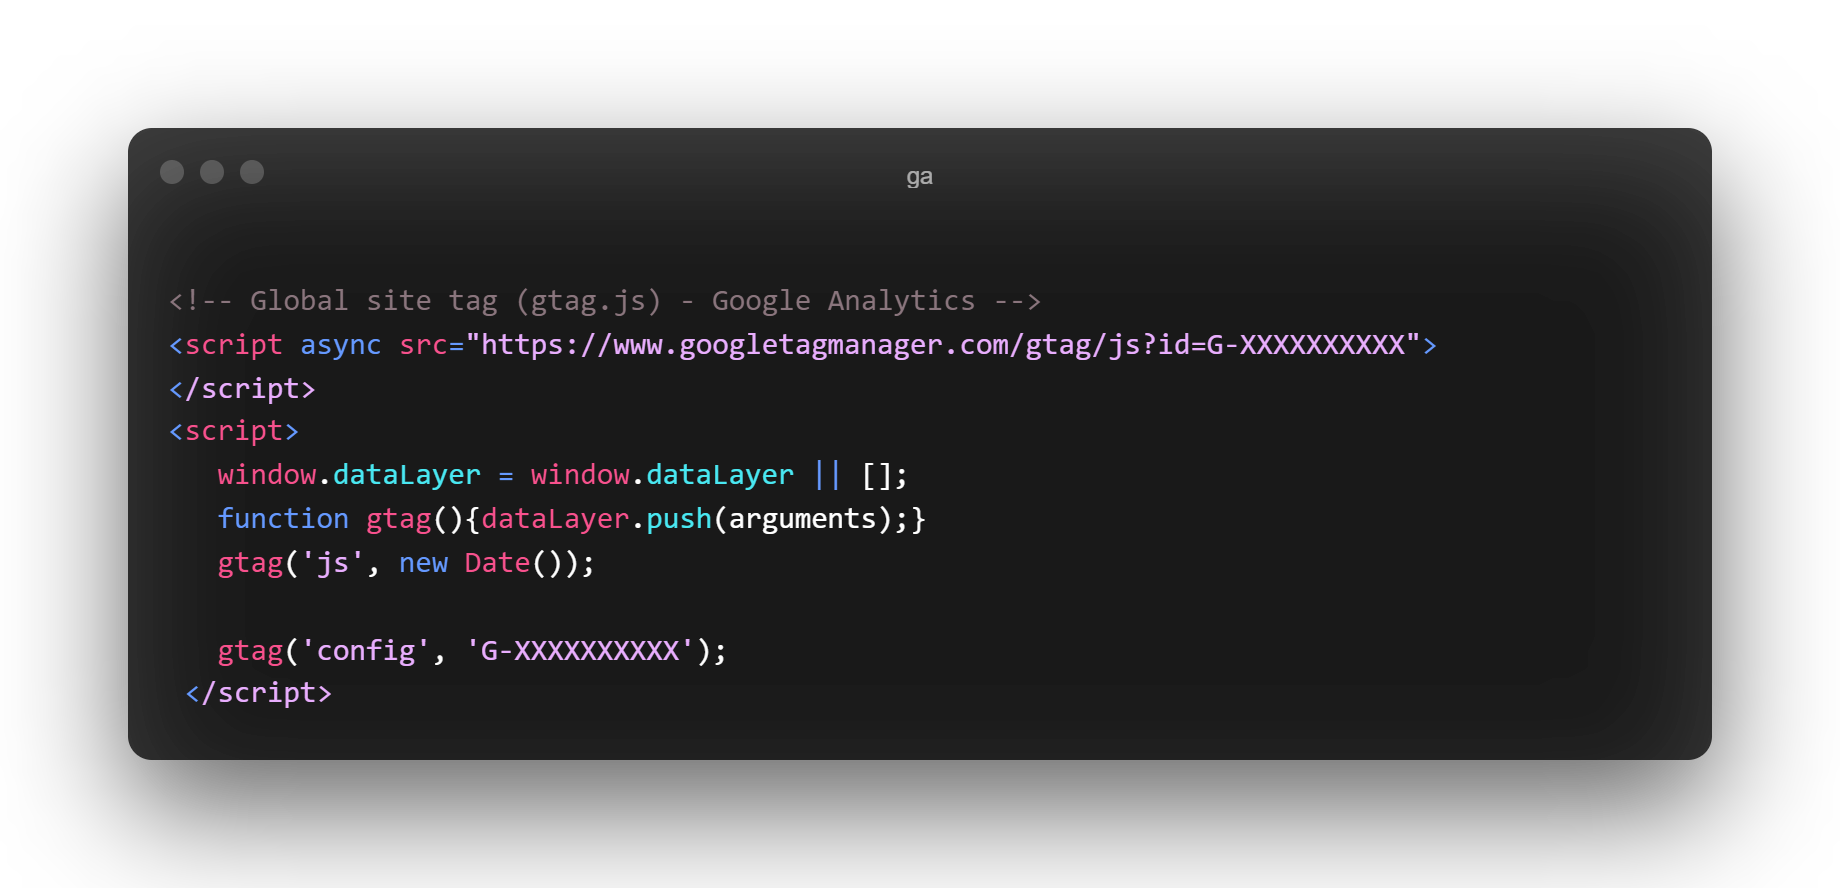 ga
<!-- Global site tag (gtag.js) - Google Analytics -->
<script async src="https://www.googletagmanager.com/gtag/js?id=G-XXXXXXXXXX">
</script>
<script>
window.dataLayer = window.dataLayer || [];
function gtag(){dataLayer.push(arguments);}
gtag('js', new Date());
gtag('config', 'G-XXXXXXXXXX');
</script>